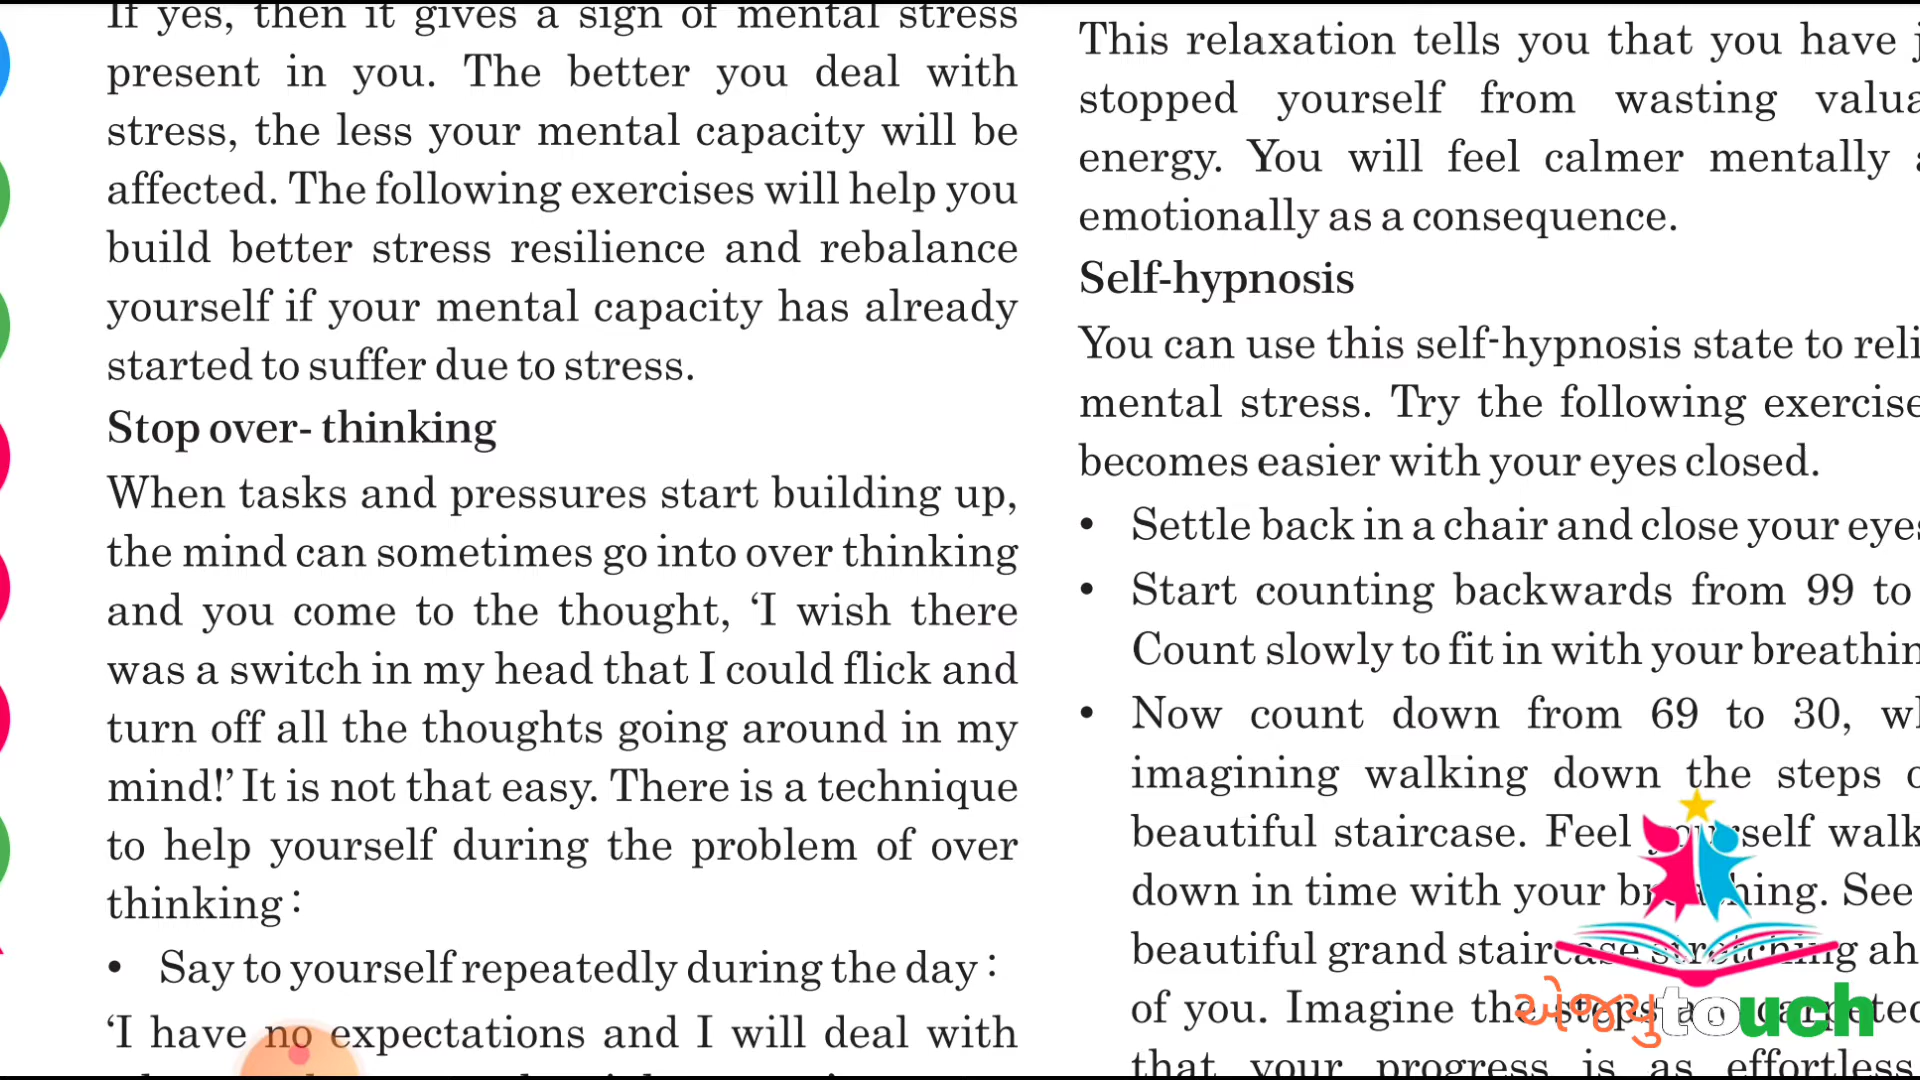 If yes, then it gives a sign of mental stress
present in you. The better you deal with
stress, the less your mental capacity will be
affected. The following exercises will help you
build better stress resilience and rebalance
yourself if your mental capacity has already
started to suffer due to stress.
Stop over- thinking
When tasks and pressures start building up,
the mind can sometimes go into over thinking
and you come to the thought, ‘I wish there
was a switch in my head that I could flick and
turn off all the thoughts going around in my
mind!’ It is not that easy. There is a technique
to help yourself during the problem of over
thinking :
• Say to yourself repeatedly during the day :
‘I have no expectations and I will deal with
This relaxation tells you that you have
stopped yourself from wasting
energy. You will feel calmer mentally
emotionally as a consequence.
Self-hypnosis
You can use this self-hypnosis state to
mental stress. Try the following
becomes easier with your eyes closed.
• Settle back in a chair and close your
• Start counting backwards from 99 to
Count slowly to fit in with your
• Now count down from 69 to 30,
imagining walking down the steps
beautiful staircase. Feel yourself
down in time with your breathing. See
beautiful grand staircase stretching
of you. Imagine the steps
that your progress is as effortless
એજ્યુtouch